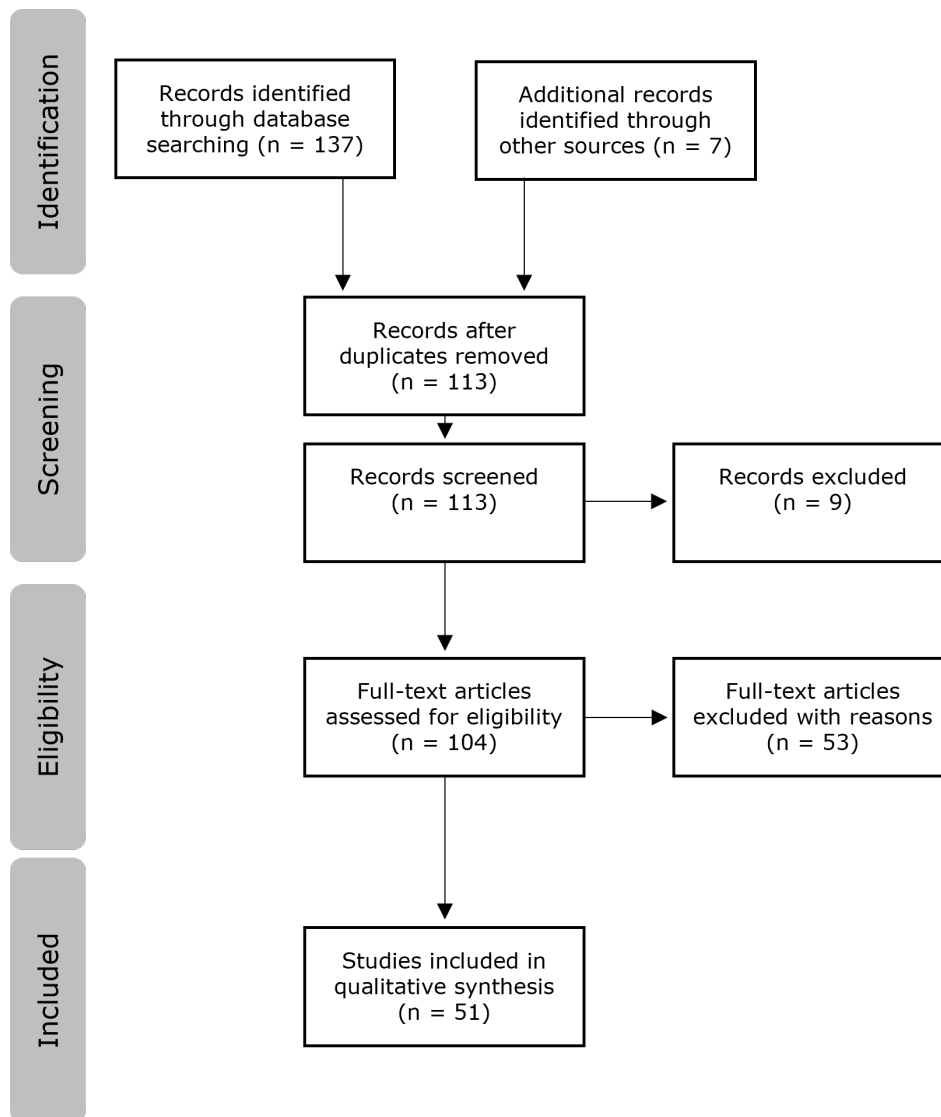 Identification
Records identified
through database
searching (n = 137)
Additional records
identified through
other sources (n = 7)
Screening
Records after
duplicates removed
(n = 113)
Records screened
(n = 113)
Records excluded
(n = 9)
Eligibility
Full-text articles
assessed for eligibility
(n = 104)
Full-text articles
excluded with reasons
(n = 53)
Included
Studies included in
qualitative synthesis
(n = 51)